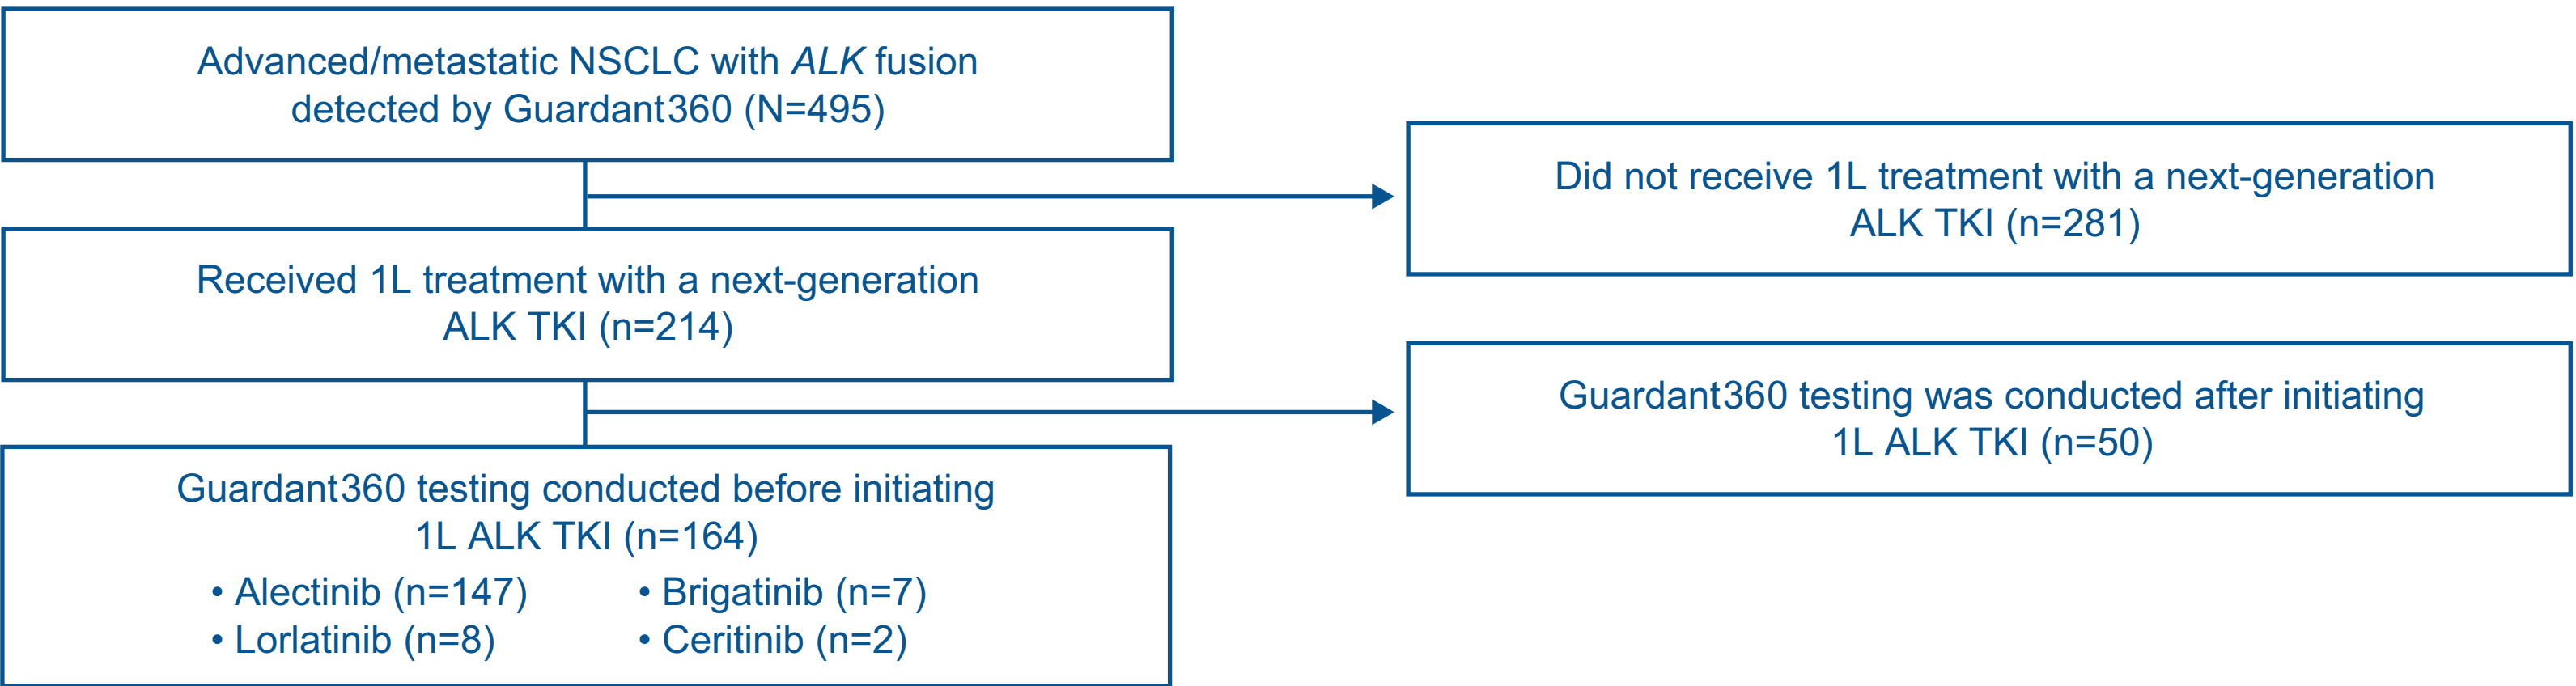 Advanced/metastatic NSCLC with ALK fusion
detected by Guardant360 (N=495)
Did not receive 1L treatment with a next-generation
ALK TKI (n=281)
Received 1L treatment with a next-generation
ALK TKI (n=214)
Guardant360 testing was conducted after initiating
1L ALK TKI (n=50)
Guardant360 testing conducted before initiating
1L ALK TKI (n=164)
• Alectinib (n=147) • Brigatinib (n=7)
• Lorlatinib (n=8) • Ceritinib (n=2)